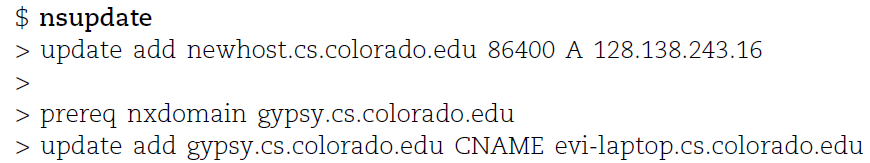 $ nsupdate
> update add newhost.cs.colorado.edu 86400 A 128.138.243.16
>
> prereq nxdomain gypsy.cs.colorado.edu
> update add gypsy.cs.colorado.edu CNAME evi-laptop.cs.colorado.edu